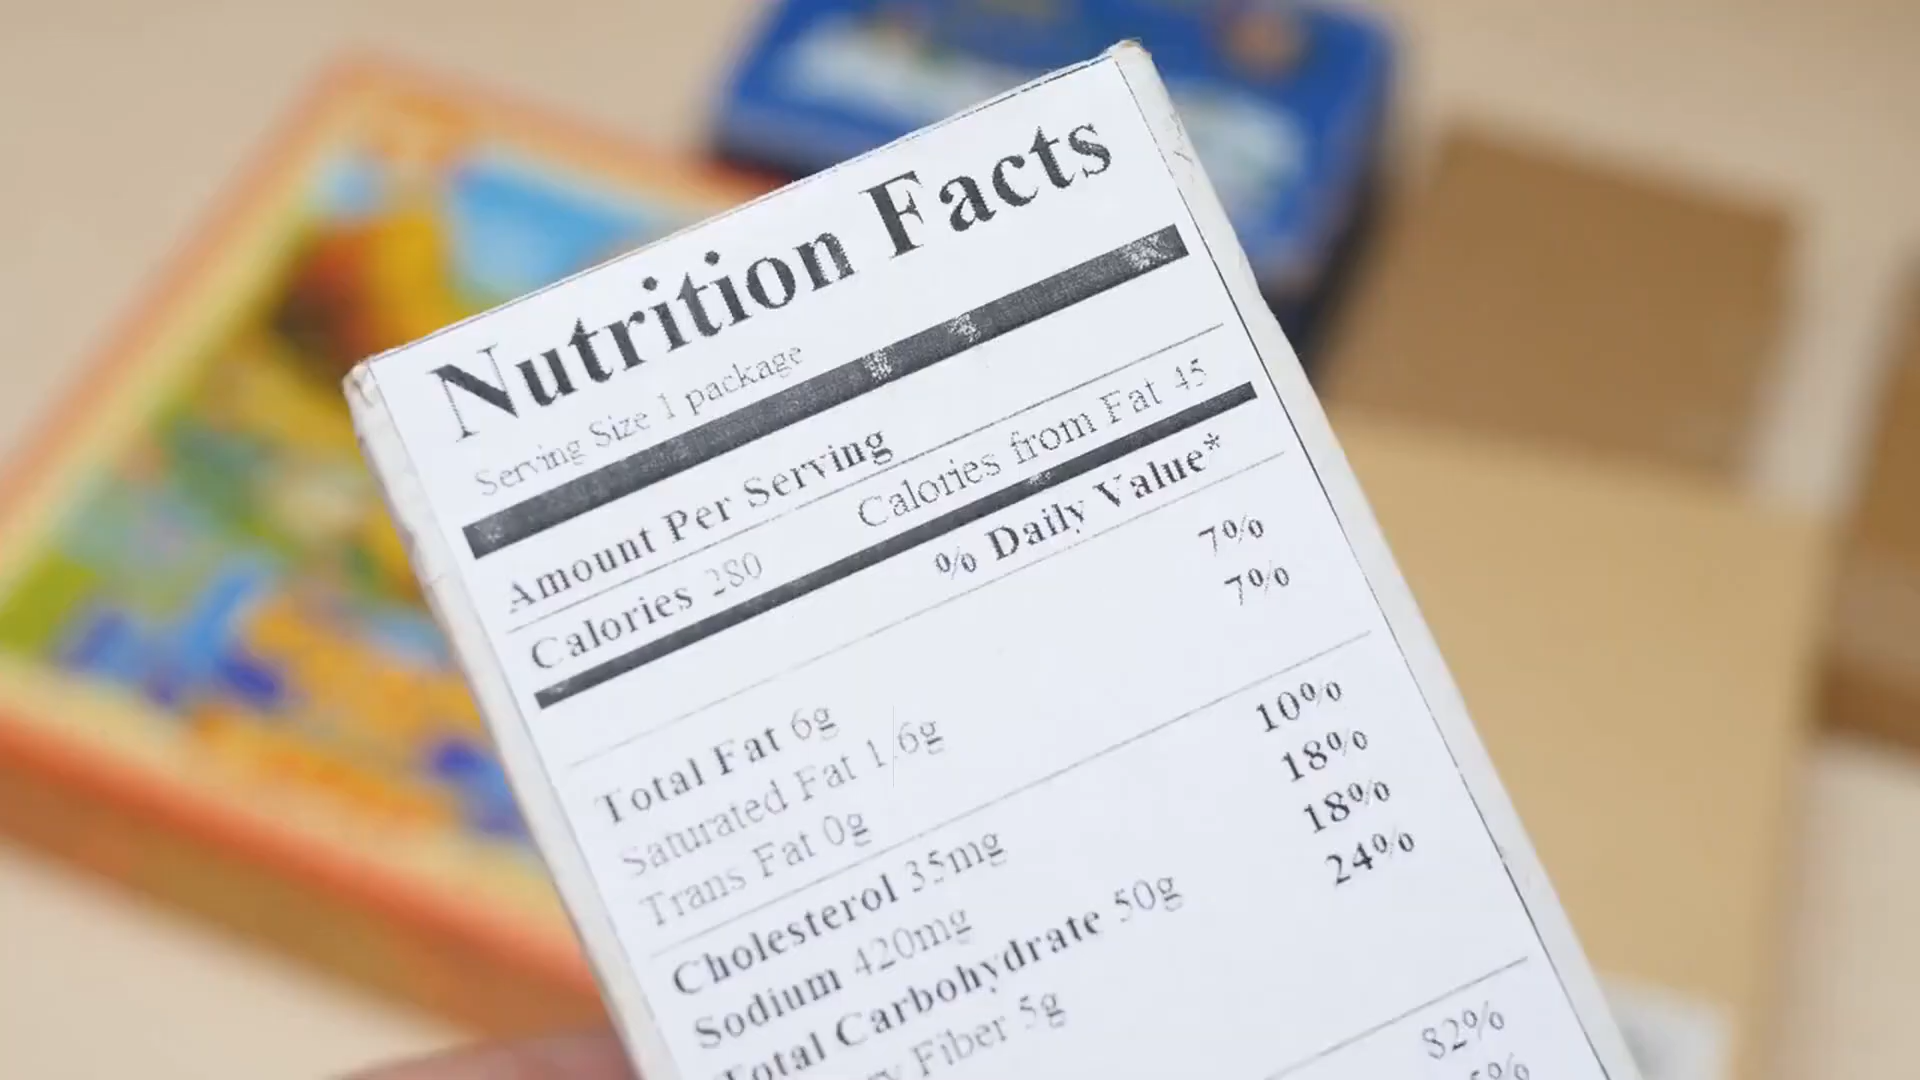 Nutrition Facts
Serving Size 1 package
Amount Per Serving
Calories 280 Calories from Fat 45
% Daily Value*
Total Fat 6g 7%
Saturated Fat 1.6g 7%
Trans Fat 0g
Cholesterol 35mg 10%
Sodium 420mg 18%
Total Carbohydrate 50g 18%
Fiber 5g 24%
82%